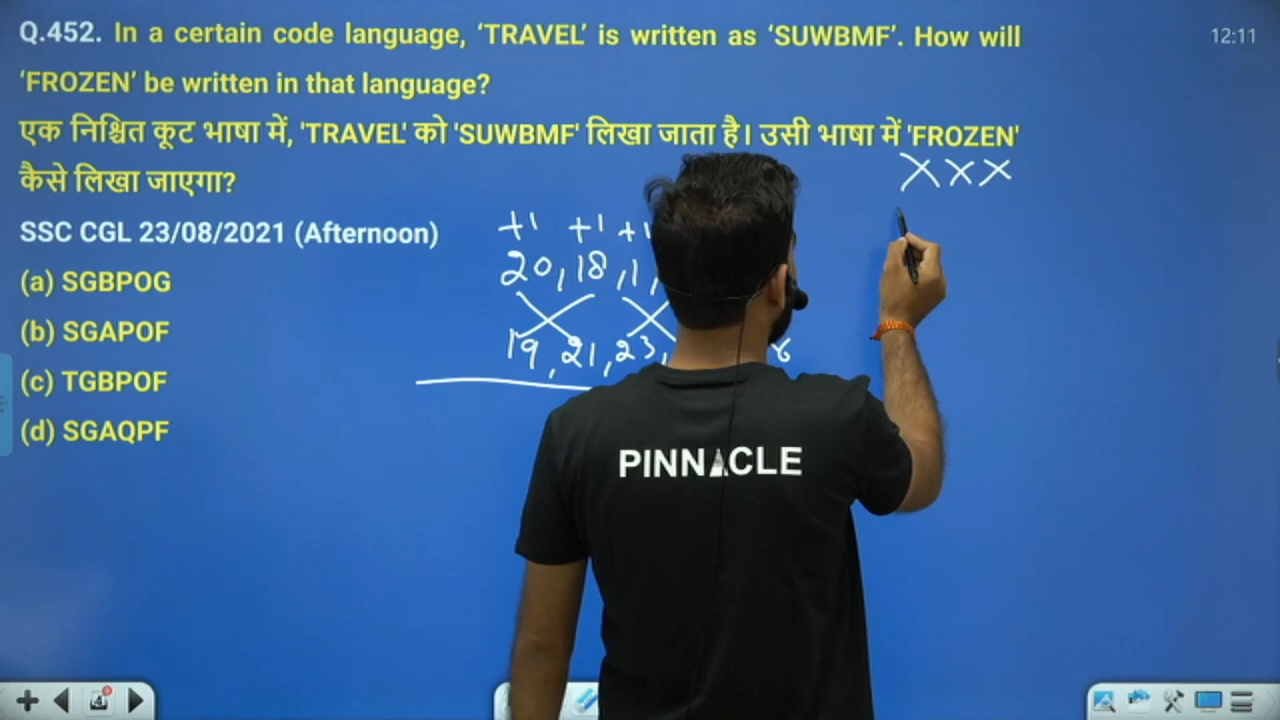 Q.452. In a certain code language, ‘TRAVEL’ is written as ‘SUWBMF’. How will
12:11
‘FROZEN’ be written in that language?
एक निश्चित कूट भाषा में, 'TRAVEL' को 'SUWBMF' लिखा जाता है। उसी भाषा में 'FROZEN'
कैसे लिखा जाएगा?
SSC CGL 23/08/2021 (Afternoon)
+1 +1 +1
20, 18, 1,
(a) SGBPOG
(b) SGAPOF
19, 21, 23,
(c) TGBPOF
(d) SGAQPF
PINNACLE